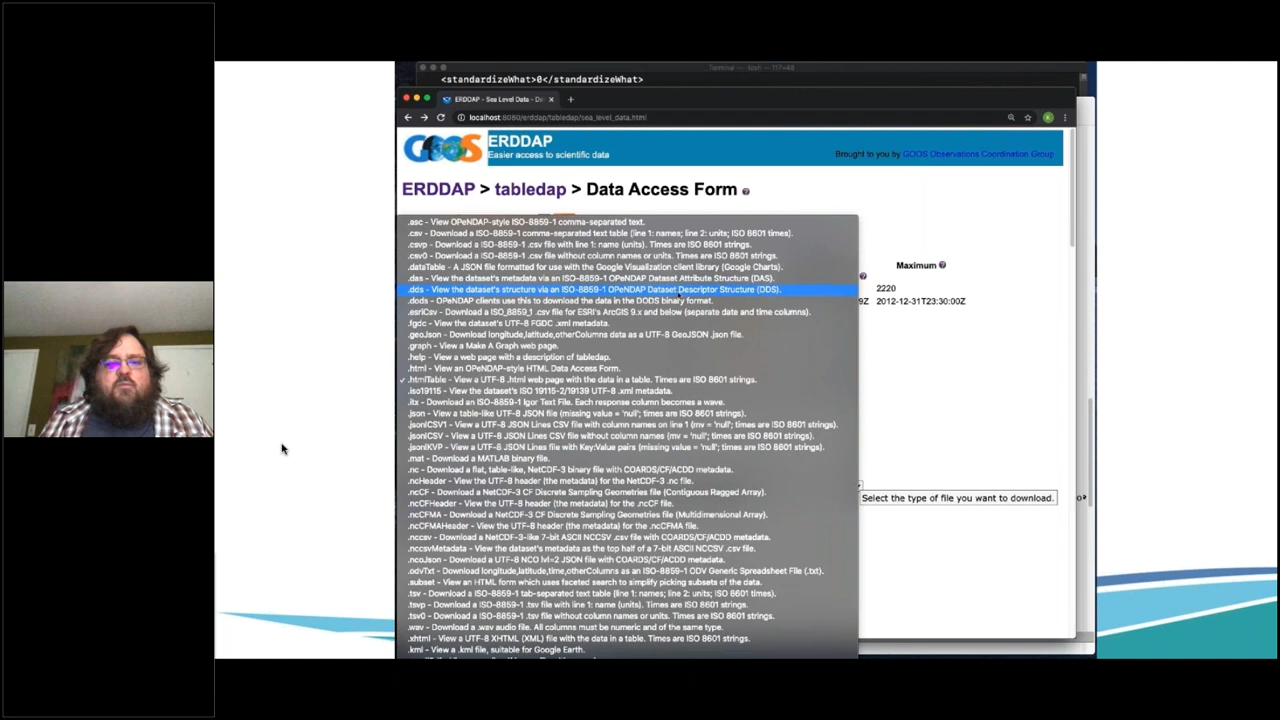 Terminal — -tcsh — 117×48
<standardizeWhat>0</standardizeWhat>
ERDDAP - Sea Level Data - Da
localhost:8080/erddap/tabledap/sea_level_data.html
GOOS
ERDDAP
Easier access to scientific data
Brought to you by GOOS Observations Coordination Group
ERDDAP > tabledap > Data Access Form
.asc - View OPeNDAP-style ISO-8859-1 comma-separated text.
.csv - Download a ISO-8859-1 comma-separated text table (line 1: names; line 2: units; ISO 8601 times).
.csvp - Download a ISO-8859-1 .csv file with line 1: name (units). Times are ISO 8601 strings.
.csv0 - Download a ISO-8859-1 .csv file without column names or units. Times are ISO 8601 strings.
.dataTable - A JSON file formatted for use with the Google Visualization client library (Google Charts).
.das - View the dataset's metadata via an ISO-8859-1 OPeNDAP Dataset Attribute Structure (DAS).
.dds - View the dataset's structure via an ISO-8859-1 OPeNDAP Dataset Descriptor Structure (DDS).
.dods - OPeNDAP clients use this to download the data in the DODS binary format.
.esriCsv - Download a ISO_8859_1 .csv file for ESRI's ArcGIS 9.x and below (separate date and time columns).
.fgdc - View the dataset's UTF-8 FGDC .xml metadata.
.geoJson - Download longitude,latitude,otherColumns data as a UTF-8 GeoJSON .json file.
.graph - View a Make A Graph web page.
.help - View a web page with a description of tabledap.
.html - View an OPeNDAP-style HTML Data Access Form.
✓ .htmlTable - View a UTF-8 .html web page with the data in a table. Times are ISO 8601 strings.
.iso19115 - View the dataset's ISO 19115-2/19139 UTF-8 .xml metadata.
.itx - Download an ISO-8859-1 Igor Text File. Each response column becomes a wave.
.json - View a table-like UTF-8 JSON file (missing value = 'null'; times are ISO 8601 strings).
.jsonlCSV1 - View a UTF-8 JSON Lines CSV file with column names on line 1 (mv = 'null'; times are ISO 8601 strings).
.jsonlCSV - View a UTF-8 JSON Lines CSV file without column names (mv = 'null'; times are ISO 8601 strings).
.jsonlKVP - View a UTF-8 JSON Lines file with Key:Value pairs (missing value = 'null'; times are ISO 8601 strings).
.mat - Download a MATLAB binary file.
.nc - Download a flat, table-like, NetCDF-3 binary file with COARDS/CF/ACDD metadata.
.ncHeader - View the UTF-8 header (the metadata) for the NetCDF-3 .nc file.
.ncCF - Download a NetCDF-3 CF Discrete Sampling Geometries file (Contiguous Ragged Array).
.ncCFHeader - View the UTF-8 header (the metadata) for the .ncCF file.
.ncCFMA - Download a NetCDF-3 CF Discrete Sampling Geometries file (Multidimensional Array).
.ncCFMAHeader - View the UTF-8 header (the metadata) for the .ncCFMA file.
.nccsv - Download a NetCDF-3-like 7-bit ASCII NCCSV .csv file with COARDS/CF/ACDD metadata.
.nccsvMetadata - View the dataset's metadata as the top half of a 7-bit ASCII NCCSV .csv file.
.ncoJson - Download a UTF-8 NCO lvl=2 JSON file with COARDS/CF/ACDD metadata.
.odvTxt - Download longitude,latitude,time,otherColumns as an ISO-8859-1 ODV Generic Spreadsheet File (.txt).
.subset - View an HTML form which uses faceted search to simplify picking subsets of the data.
.tsv - Download a ISO-8859-1 tab-separated text table (line 1: names; line 2: units; ISO 8601 times).
.tsvp - Download a ISO-8859-1 .tsv file with line 1: name (units). Times are ISO 8601 strings.
.tsv0 - Download a ISO-8859-1 .tsv file without column names or units. Times are ISO 8601 strings.
.wav - Download a .wav audio file. All columns must be numeric and of the same type.
.xhtml - View a UTF-8 XHTML (XML) file with the data in a table. Times are ISO 8601 strings.
.kml - View a .kml file, suitable for Google Earth.
Maximum
2220
9Z 2012-12-31T23:30:00Z
Select the type of file you want to download.